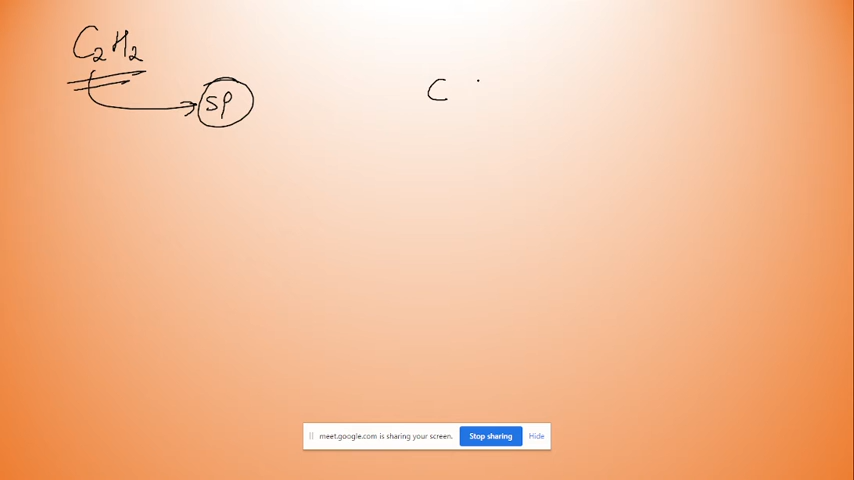 C₂H₂
sp
C
meet.google.com is sharing your screen. Stop sharing Hide